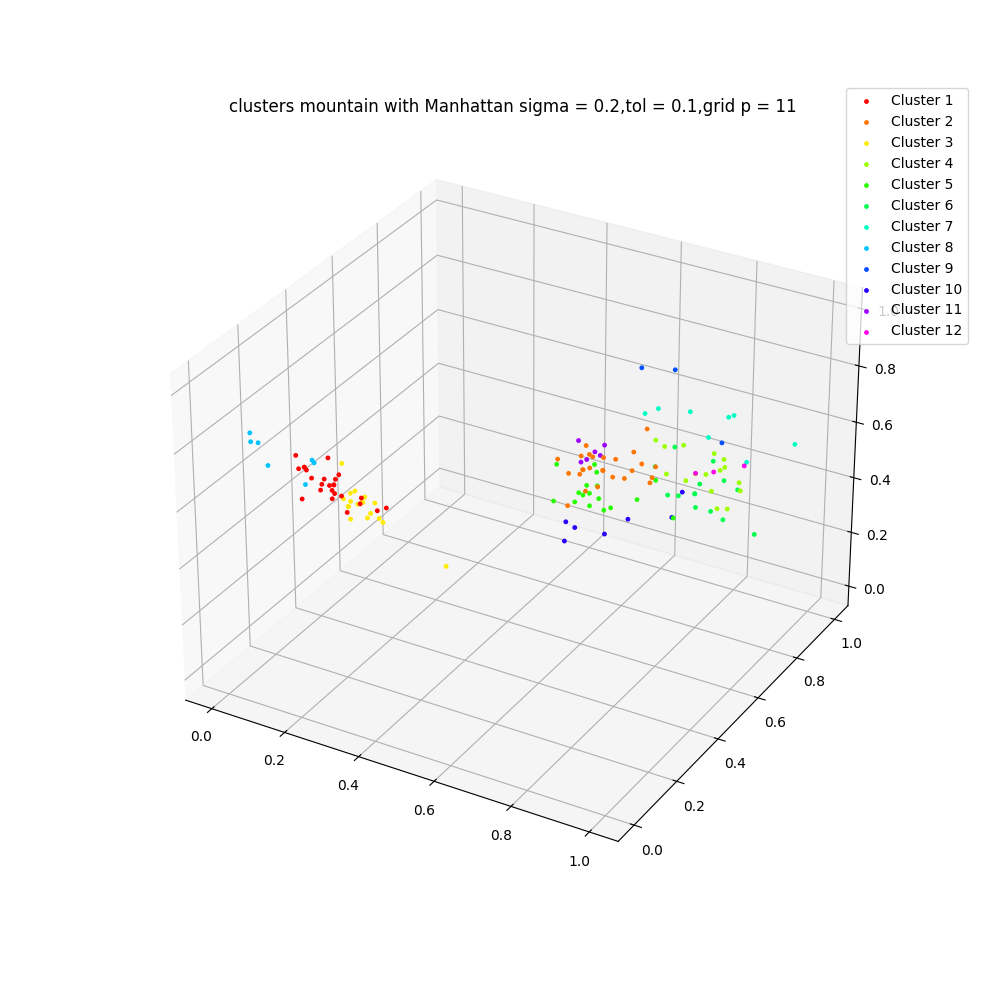 clusters mountain with Manhattan sigma = 0.2,tol = 0.1,grid p = 11
Cluster 1
Cluster 2
Cluster 3
Cluster 4
Cluster 5
Cluster 6
Cluster 7
Cluster 8
Cluster 9
Cluster 10
Cluster 11
Cluster 12
1.0
0.8
0.6
0.4
0.2
0.0
1.0
0.8
0.6
0.4
0.2
0.0
0.0
0.2
0.4
0.6
0.8
1.0